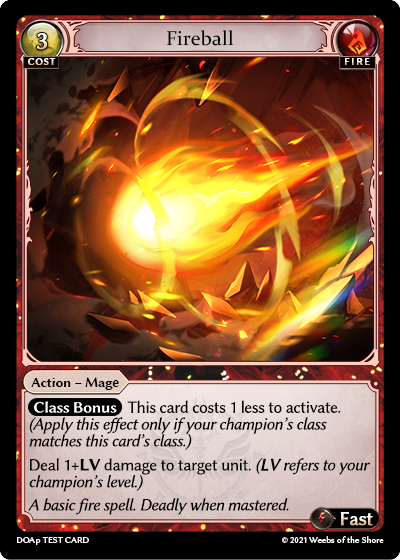 3
COST
Fireball
FIRE
Action – Mage
Class Bonus This card costs 1 less to activate.
(Apply this effect only if your champion's class
matches this card's class.)
Deal 1+LV damage to target unit. (LV refers to your
champion's level.)
A basic fire spell. Deadly when mastered.
Fast
DOAp TEST CARD
© 2021 Weebs of the Shore